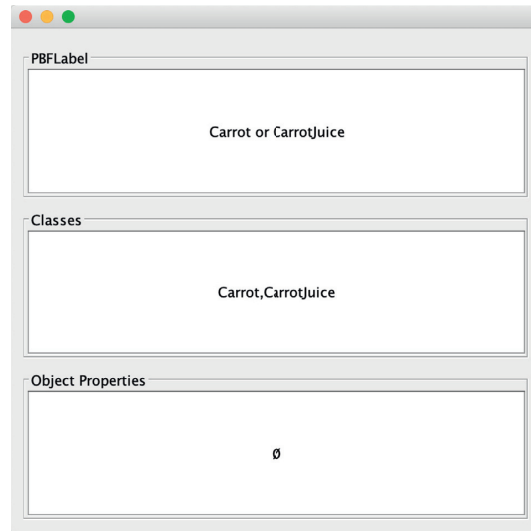 PBFLabel
Carrot or CarrotJuice
Classes
Carrot,CarrotJuice
Object Properties
Ø